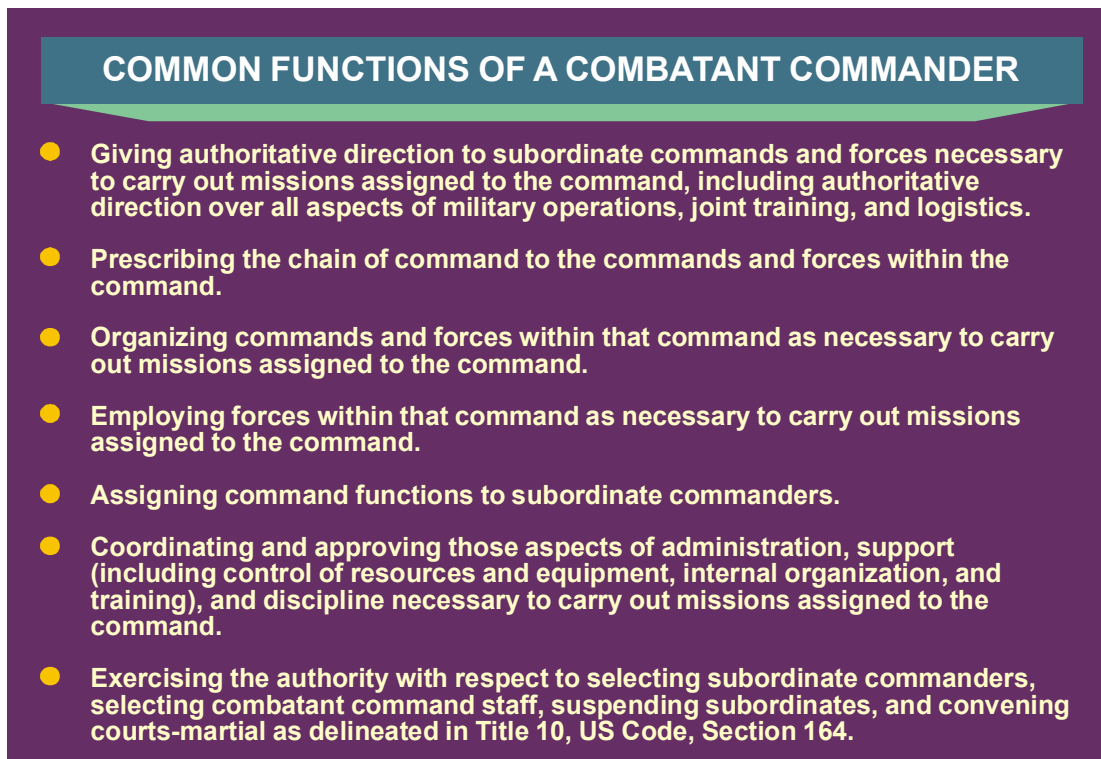 COMMON FUNCTIONS OF A COMBATANT COMMANDER
Giving authoritative direction to subordinate commands and forces necessary
to carry out missions assigned to the command, including authoritative
direction over all aspects of military operations, joint training, and logistics.
Prescribing the chain of command to the commands and forces within the
command.
Organizing commands and forces within that command as necessary to carry
out missions assigned to the command.
Employing forces within that command as necessary to carry out missions
assigned to the command.
Assigning command functions to subordinate commanders.
Coordinating and approving those aspects of administration, support
(including control of resources and equipment, internal organization, and
training), and discipline necessary to carry out missions assigned to the
command.
Exercising the authority with respect to selecting subordinate commanders,
selecting combatant command staff, suspending subordinates, and convening
courts-martial as delineated in Title 10, US Code, Section 164.